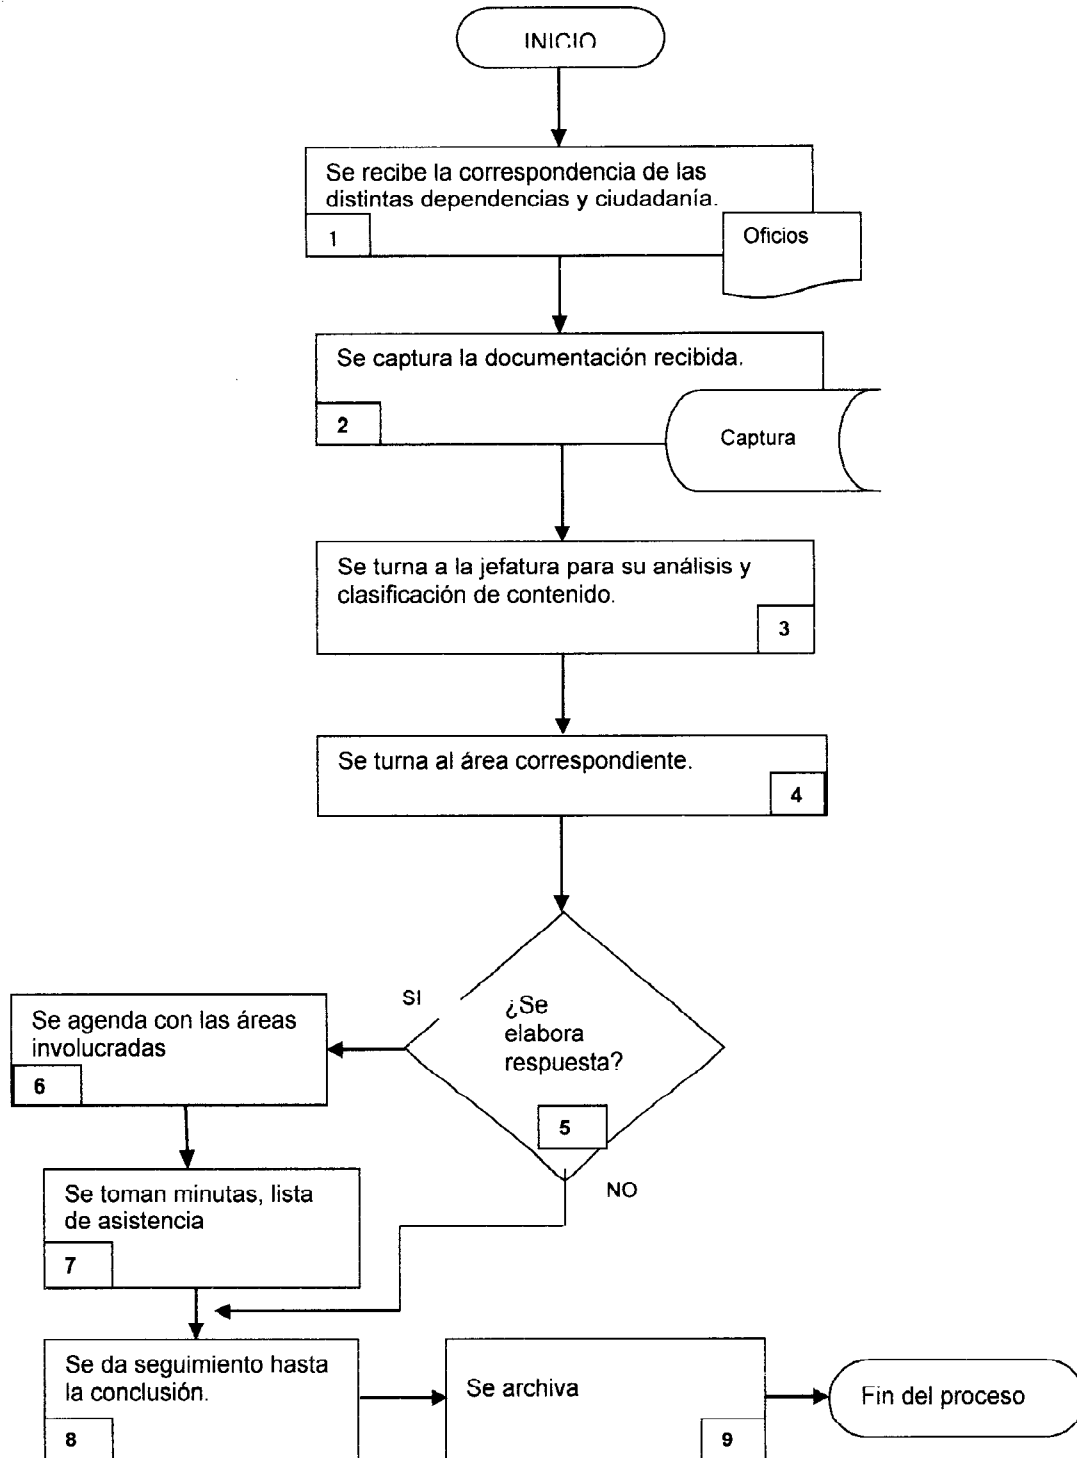 INICIO
Se recibe la correspondencia de las
distintas dependencias y ciudadanía.
1
Oficios
Se captura la documentación recibida.
2
Captura
Se turna a la jefatura para su análisis y
clasificación de contenido.
3
Se turna al área correspondiente.
4
¿Se
elabora
respuesta?
5
SI
NO
Se agenda con las áreas
involucradas
6
Se toman minutas, lista
de asistencia
7
Se da seguimiento hasta
la conclusión.
8
Se archiva
9
Fin del proceso